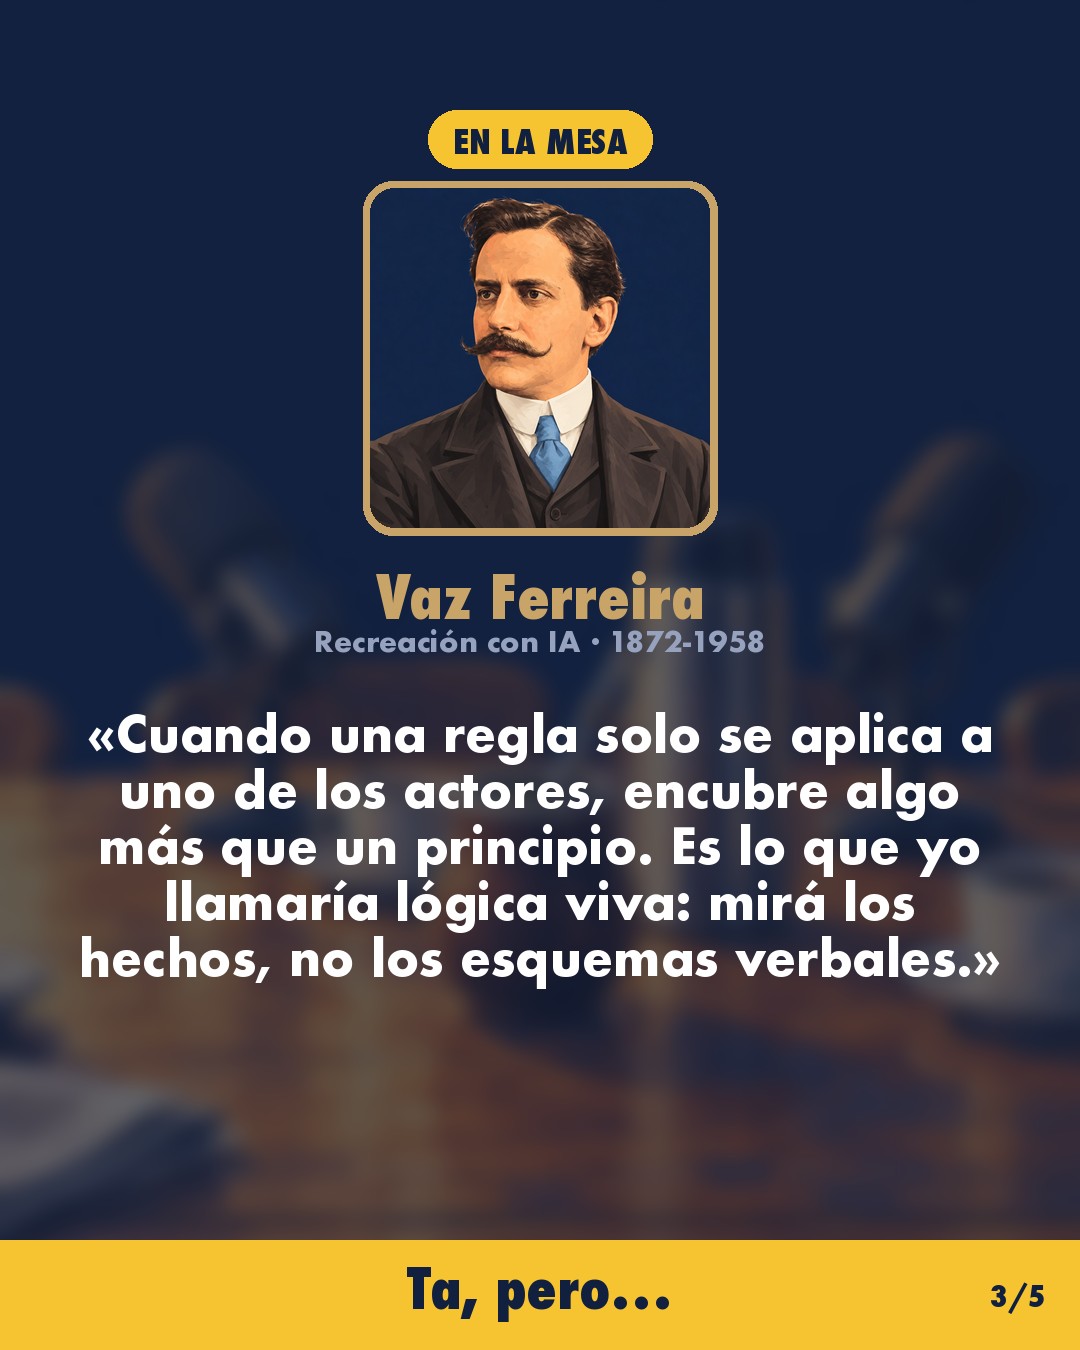 EN LA MESA
Vaz Ferreira
Recreación con IA • 1872-1958
«Cuando una regla solo se aplica a
uno de los actores, encubre algo
más que un principio. Es lo que yo
llamaría lógica viva: mirá los
hechos, no los esquemas verbales.»
Ta, pero...
3/5